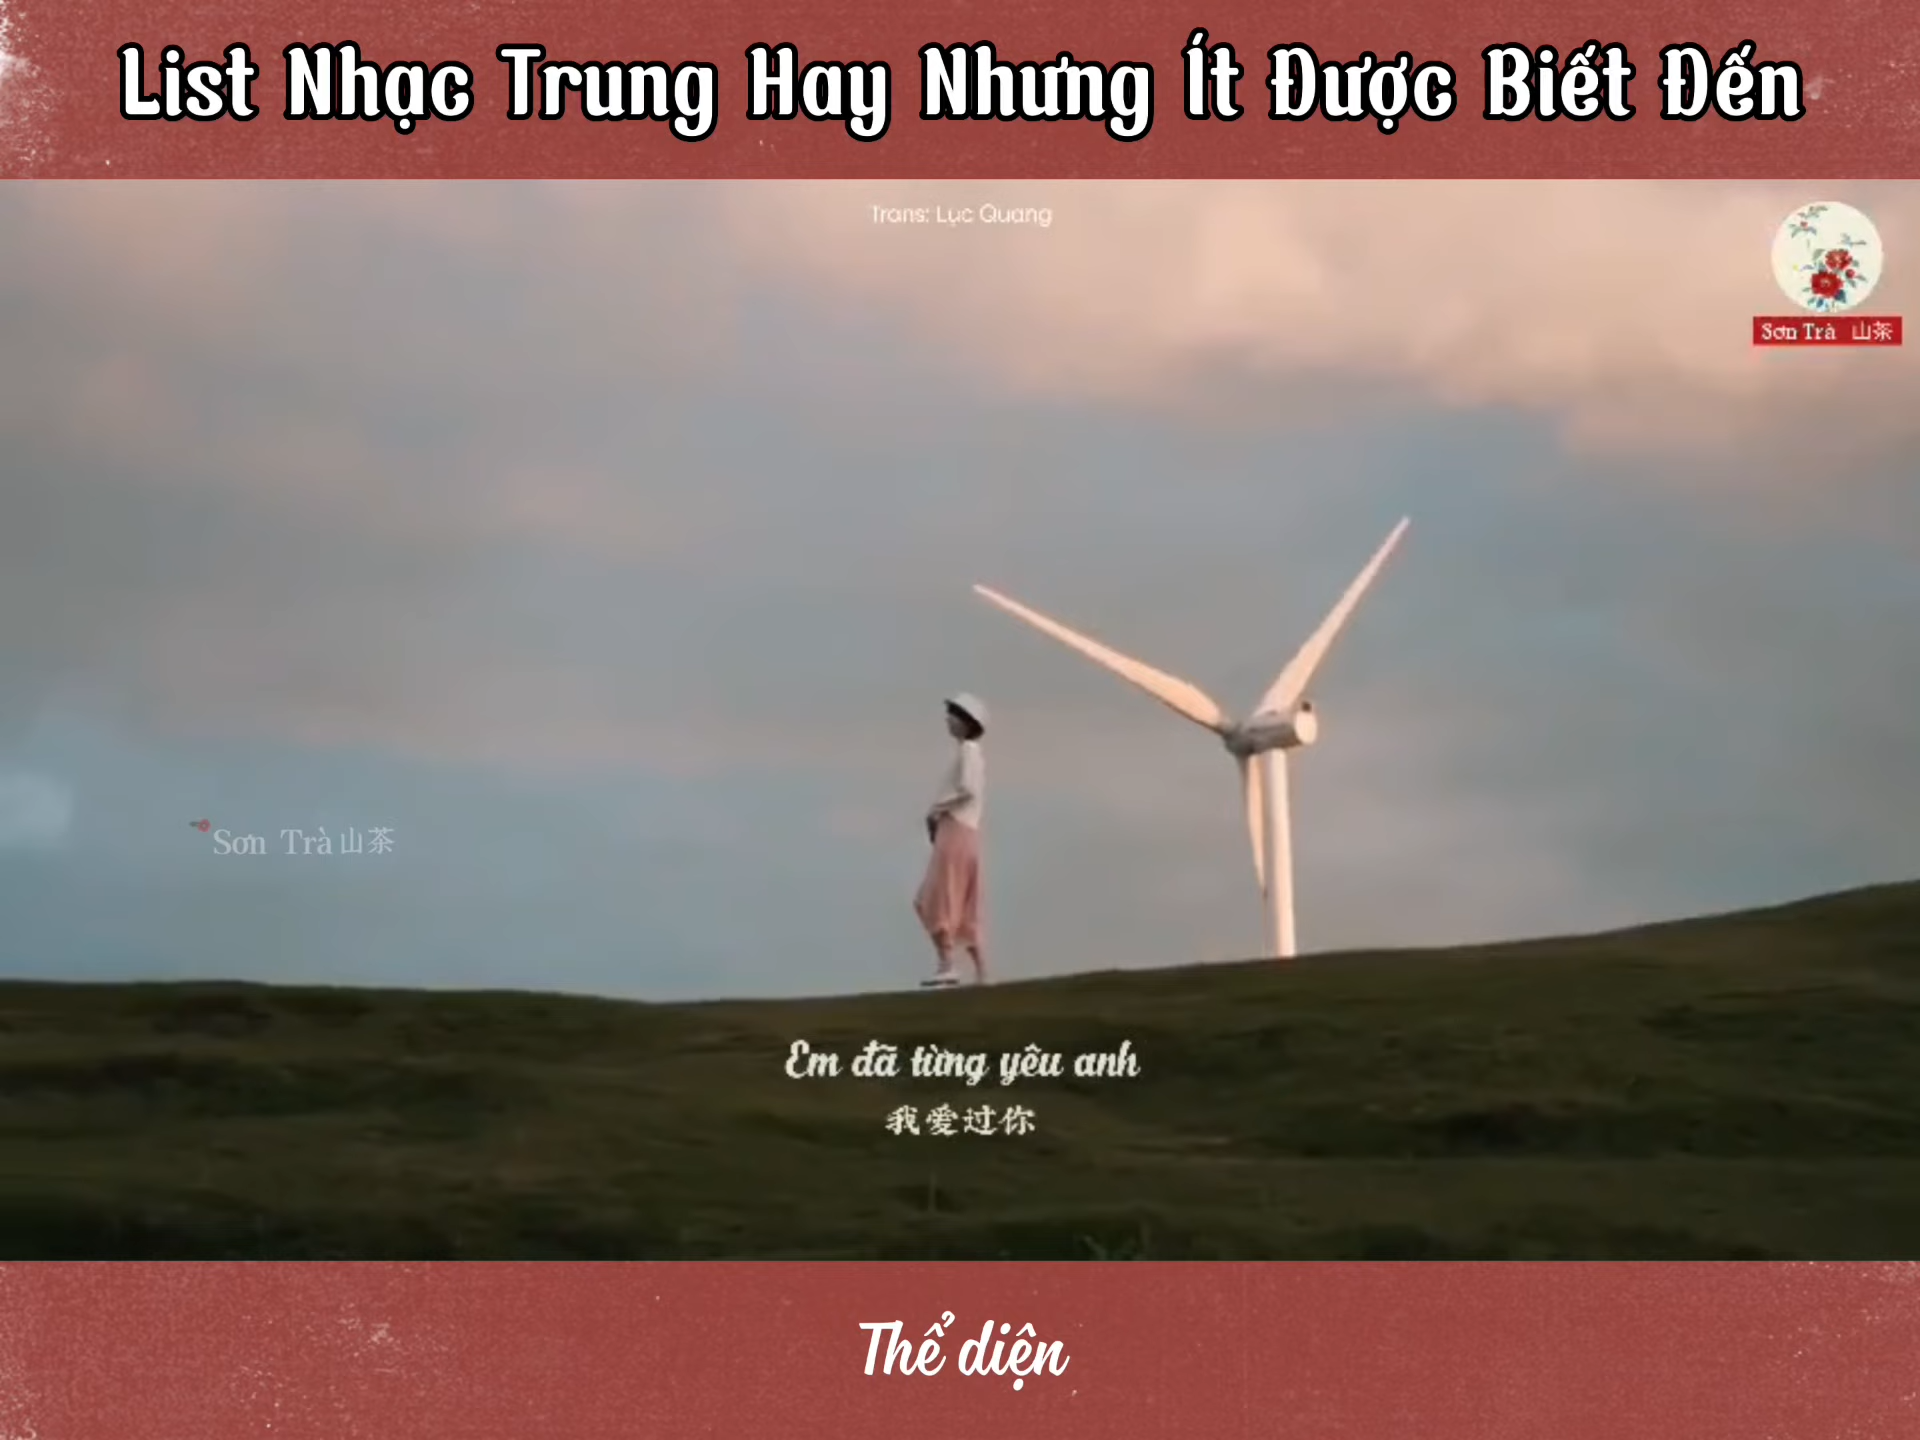 List Nhạc Trung Hay Nhưng Ít Được Biết Đến
Trans: Lục Quang
Sơn Trà 山茶
Sơn Trà 山茶
Em đã từng yêu anh
我爱过你
Thể diện